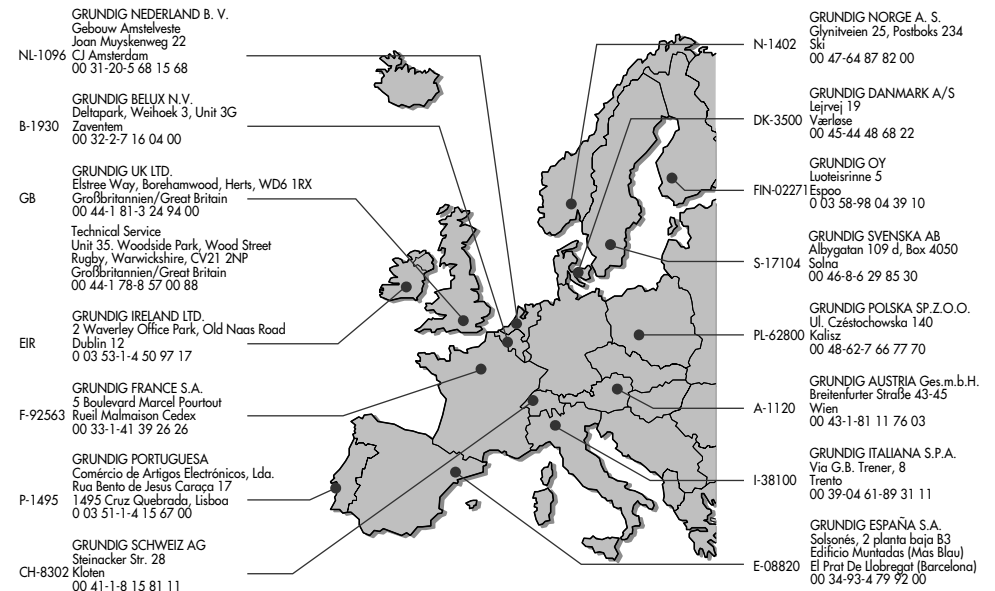 GRUNDIG NEDERLAND B. V.
Gebouw Amstelveste
Joan Muyskenweg 22
NL-1096 CJ Amsterdam
00 31-20-5 68 15 68
GRUNDIG BELUX N.V.
Deltapark, Weihoek 3, Unit 3G
B-1930 Zaventem
00 32-2-7 16 04 00
GRUNDIG UK LTD.
Elstree Way, Borehamwood, Herts, WD6 1RX
GB Großbritannien/Great Britain
00 44-1 81-3 24 94 00
Technical Service
Unit 35. Woodside Park, Wood Street
Rugby, Warwickshire, CV21 2NP
Großbritannien/Great Britain
00 44-1 78-8 57 00 88
GRUNDIG IRELAND LTD.
2 Waverley Office Park, Old Naas Road
EIR Dublin 12
0 03 53-1-4 50 97 17
GRUNDIG FRANCE S.A.
5 Boulevard Marcel Pourtout
F-92563 Rueil Malmaison Cedex
00 33-1-41 39 26 26
GRUNDIG PORTUGUESA
Comércio de Artigos Electrónicos, Lda.
Rua Bento de Jesus Caraça 17
P-1495 1495 Cruz Quebrada, Lisboa
0 03 51-1-4 15 67 00
GRUNDIG SCHWEIZ AG
Steinacker Str. 28
CH-8302 Kloten
00 41-1-8 15 81 11
GRUNDIG NORGE A. S.
Glynitveien 25, Postboks 234
N-1402 Ski
00 47-64 87 82 00
GRUNDIG DANMARK A/S
Lejrvej 19
DK-3500 Værløse
00 45-44 48 68 22
GRUNDIG OY
Luoteisrinne 5
FIN-02271 Espoo
0 03 58-98 04 39 10
GRUNDIG SVENSKA AB
Albygatan 109 d, Box 4050
S-17104 Solna
00 46-8-6 29 85 30
GRUNDIG POLSKA SP.Z.O.O.
Ul. Czéstochowska 140
PL-62800 Kalisz
00 48-62-7 66 77 70
GRUNDIG AUSTRIA Ges.m.b.H.
Breitenfurter Straße 43-45
A-1120 Wien
00 43-1-81 11 76 03
GRUNDIG ITALIANA S.P.A.
Via G.B. Trener, 8
I-38100 Trento
00 39-04 61-89 31 11
GRUNDIG ESPAÑA S.A.
Solsonés, 2 planta baja B3
Edificio Muntadas (Mas Blau)
E-08820 El Prat De Llobregat (Barcelona)
00 34-93-4 79 92 00